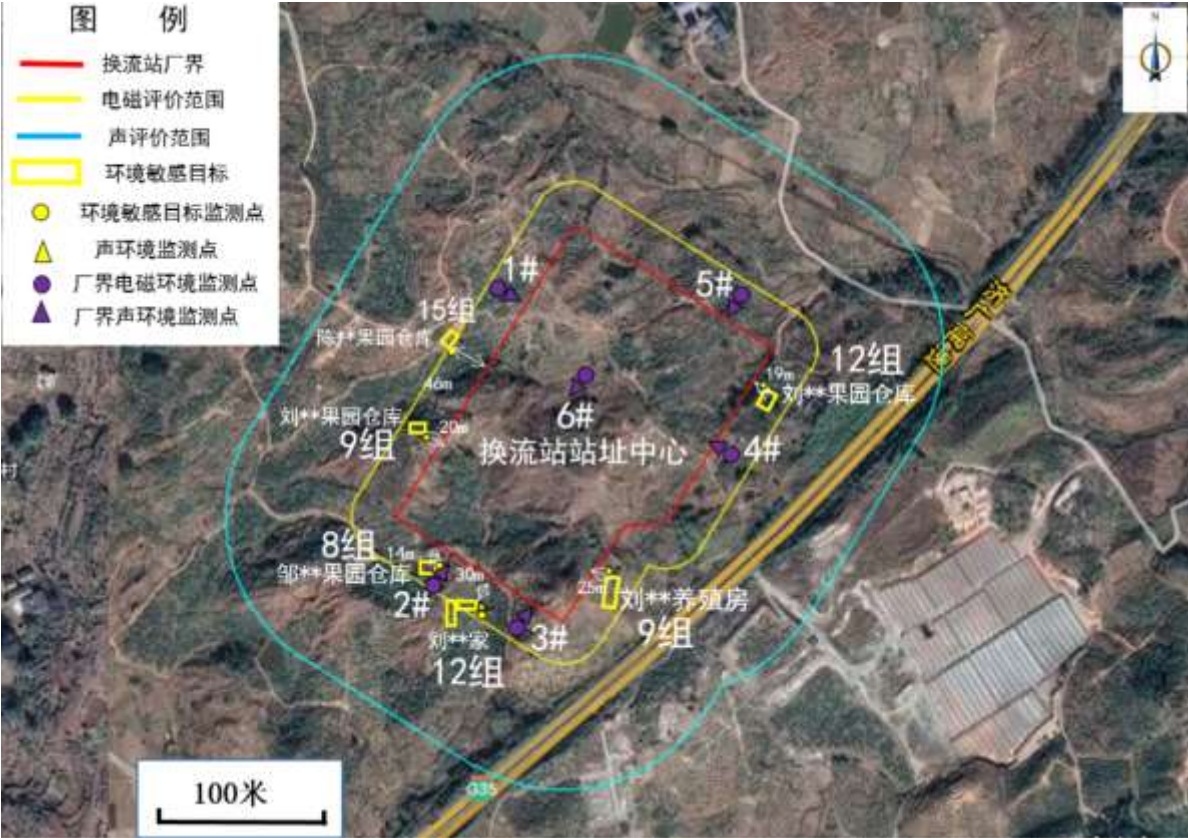 图 例
换流站厂界
电磁评价范围
声评价范围
环境敏感目标
环境敏感目标监测点
声环境监测点
厂界电磁环境监测点
厂界声环境监测点
N
1#
5#
15组
陈**果园仓库
46m
12组
19m
刘**果园仓库
刘**果园仓库
20m
9组
6#
换流站站址中心
4#
8组
14m
邹**果园仓库
30m
2#
25m
刘**养殖房
3#
9组
刘**家
12组
济广高速
村
G35
100米